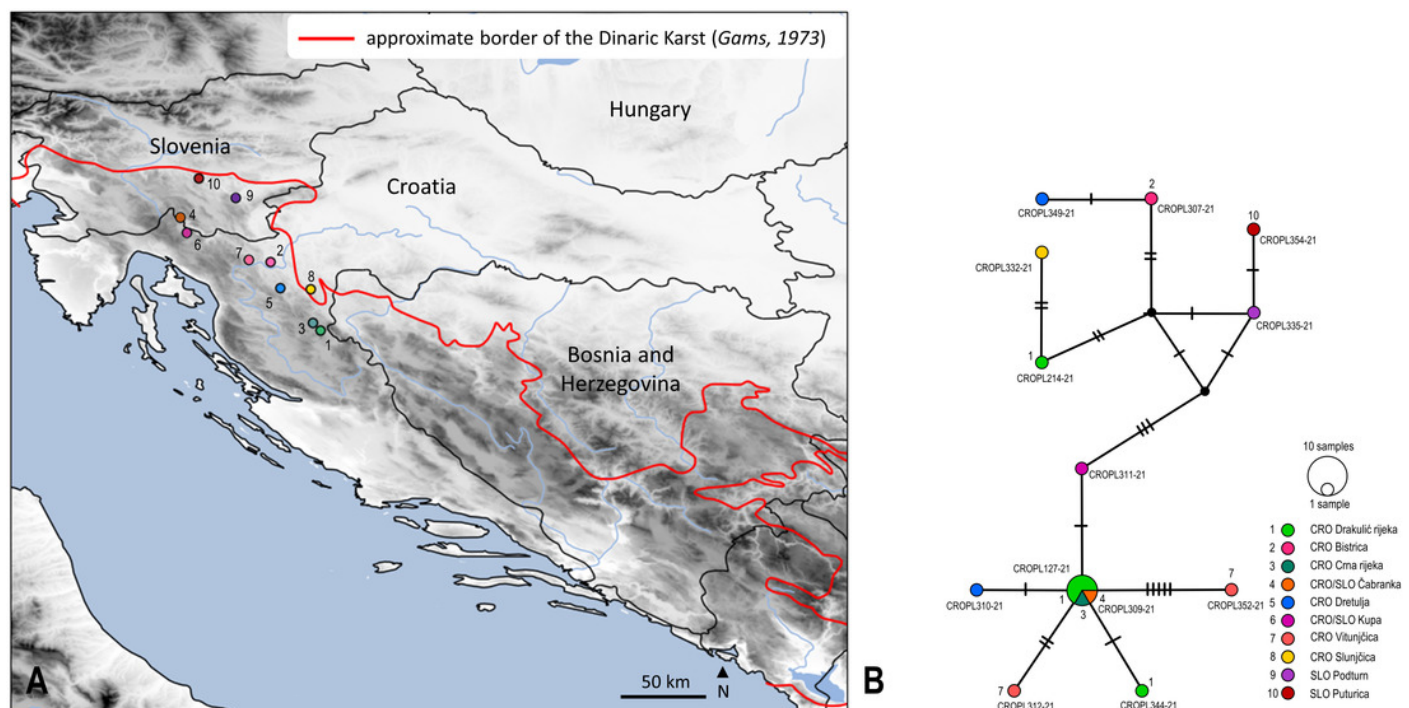 approximate border of the Dinaric Karst (Gams, 1973)
Hungary
Slovenia
Croatia
10
9
4
6
7
2
8
5
3
1
Bosnia and
Herzegovina
A
50 km
N
B
2
CROPL349-21
CROPL307-21
10
CROPL332-21
CROPL354-21
CROPL335-21
1
CROPL214-21
CROPL311-21
10 samples
1 sample
CROPL127-21
7
1
4
CROPL310-21
CROPL309-21
CROPL352-21
3
7
1
CROPL312-21
CROPL344-21
1 CRO Drakulić rijeka
2 CRO Bistrica
3 CRO Crna rijeka
4 CRO/SLO Čabranka
5 CRO Dretulja
6 CRO/SLO Kupa
7 CRO Vitunjčica
8 CRO Slunjčica
9 SLO Podturn
10 SLO Puturica